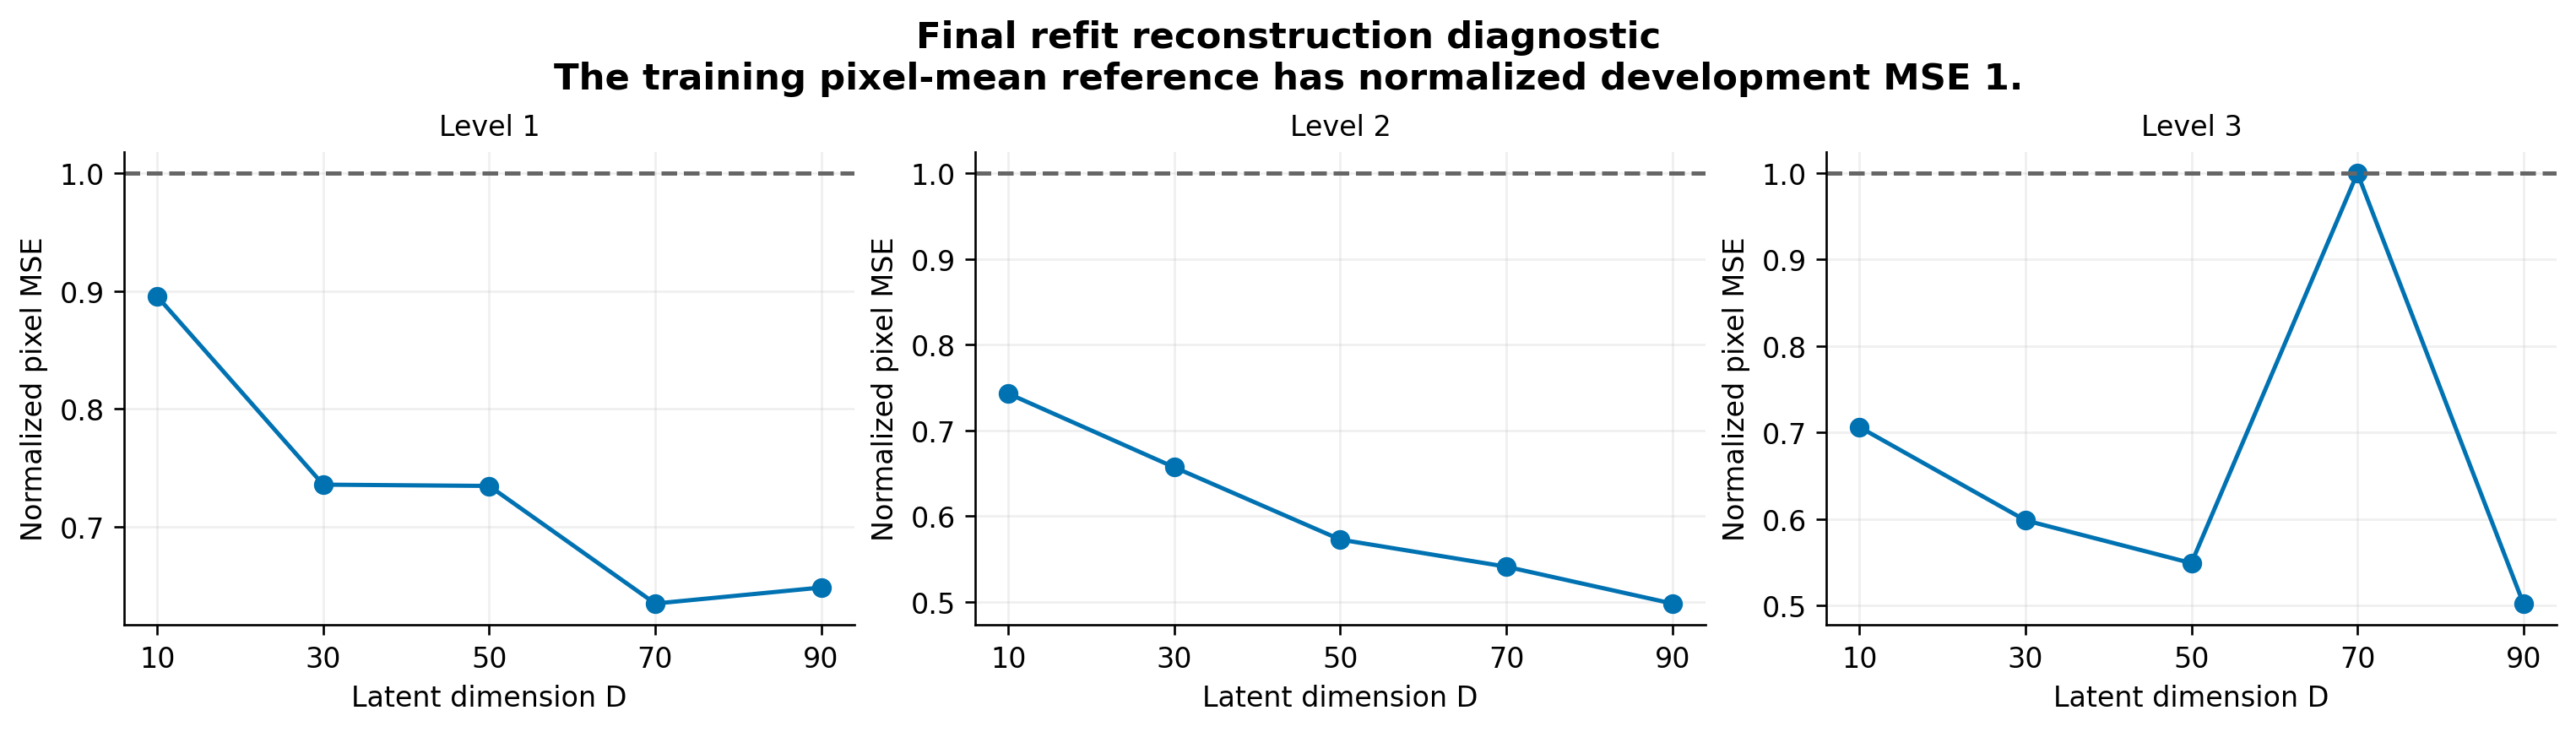 Final refit reconstruction diagnostic
The training pixel-mean reference has normalized development MSE 1.
Level 1
Normalized pixel MSE
1.0
0.9
0.8
0.7
10 30 50 70 90
Latent dimension D
Level 2
Normalized pixel MSE
1.0
0.9
0.8
0.7
0.6
0.5
10 30 50 70 90
Latent dimension D
Level 3
Normalized pixel MSE
1.0
0.9
0.8
0.7
0.6
0.5
10 30 50 70 90
Latent dimension D